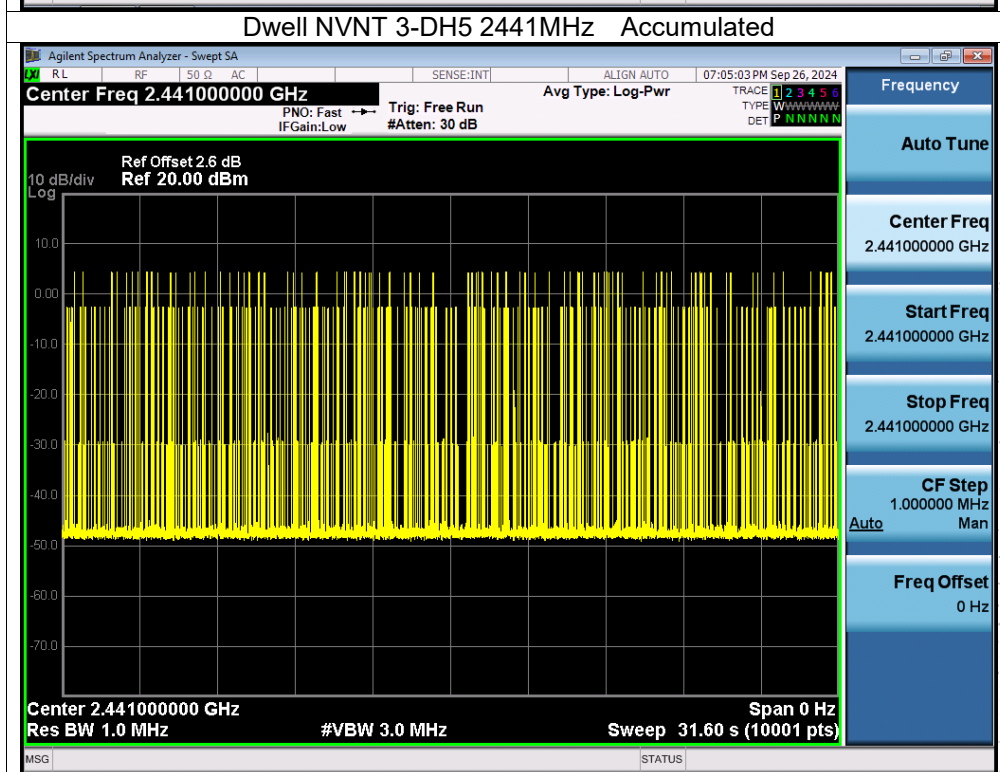 Dwell NVNT 3-DH5 2441MHz Accumulated
Agilent Spectrum Analyzer - Swept SA
LXI RL RF 50 Ω AC SENSE:INT ALIGN AUTO 07:05:03 PM Sep 26, 2024
Center Freq 2.441000000 GHz
PNO: Fast
IFGain:Low
Trig: Free Run
#Atten: 30 dB
Avg Type: Log-Pwr
TRACE 1 2 3 4 5 6
TYPE WWWWWWW
DET P N N N N N
Ref Offset 2.6 dB
10 dB/div Ref 20.00 dBm
Log
10.0
0.00
-10.0
-20.0
-30.0
-40.0
-50.0
-60.0
-70.0
Center 2.441000000 GHz Span 0 Hz
Res BW 1.0 MHz #VBW 3.0 MHz Sweep 31.60 s (10001 pts)
MSG STATUS
Frequency
Auto Tune
Center Freq
2.441000000 GHz
Start Freq
2.441000000 GHz
Stop Freq
2.441000000 GHz
CF Step
1.000000 MHz
Auto Man
Freq Offset
0 Hz